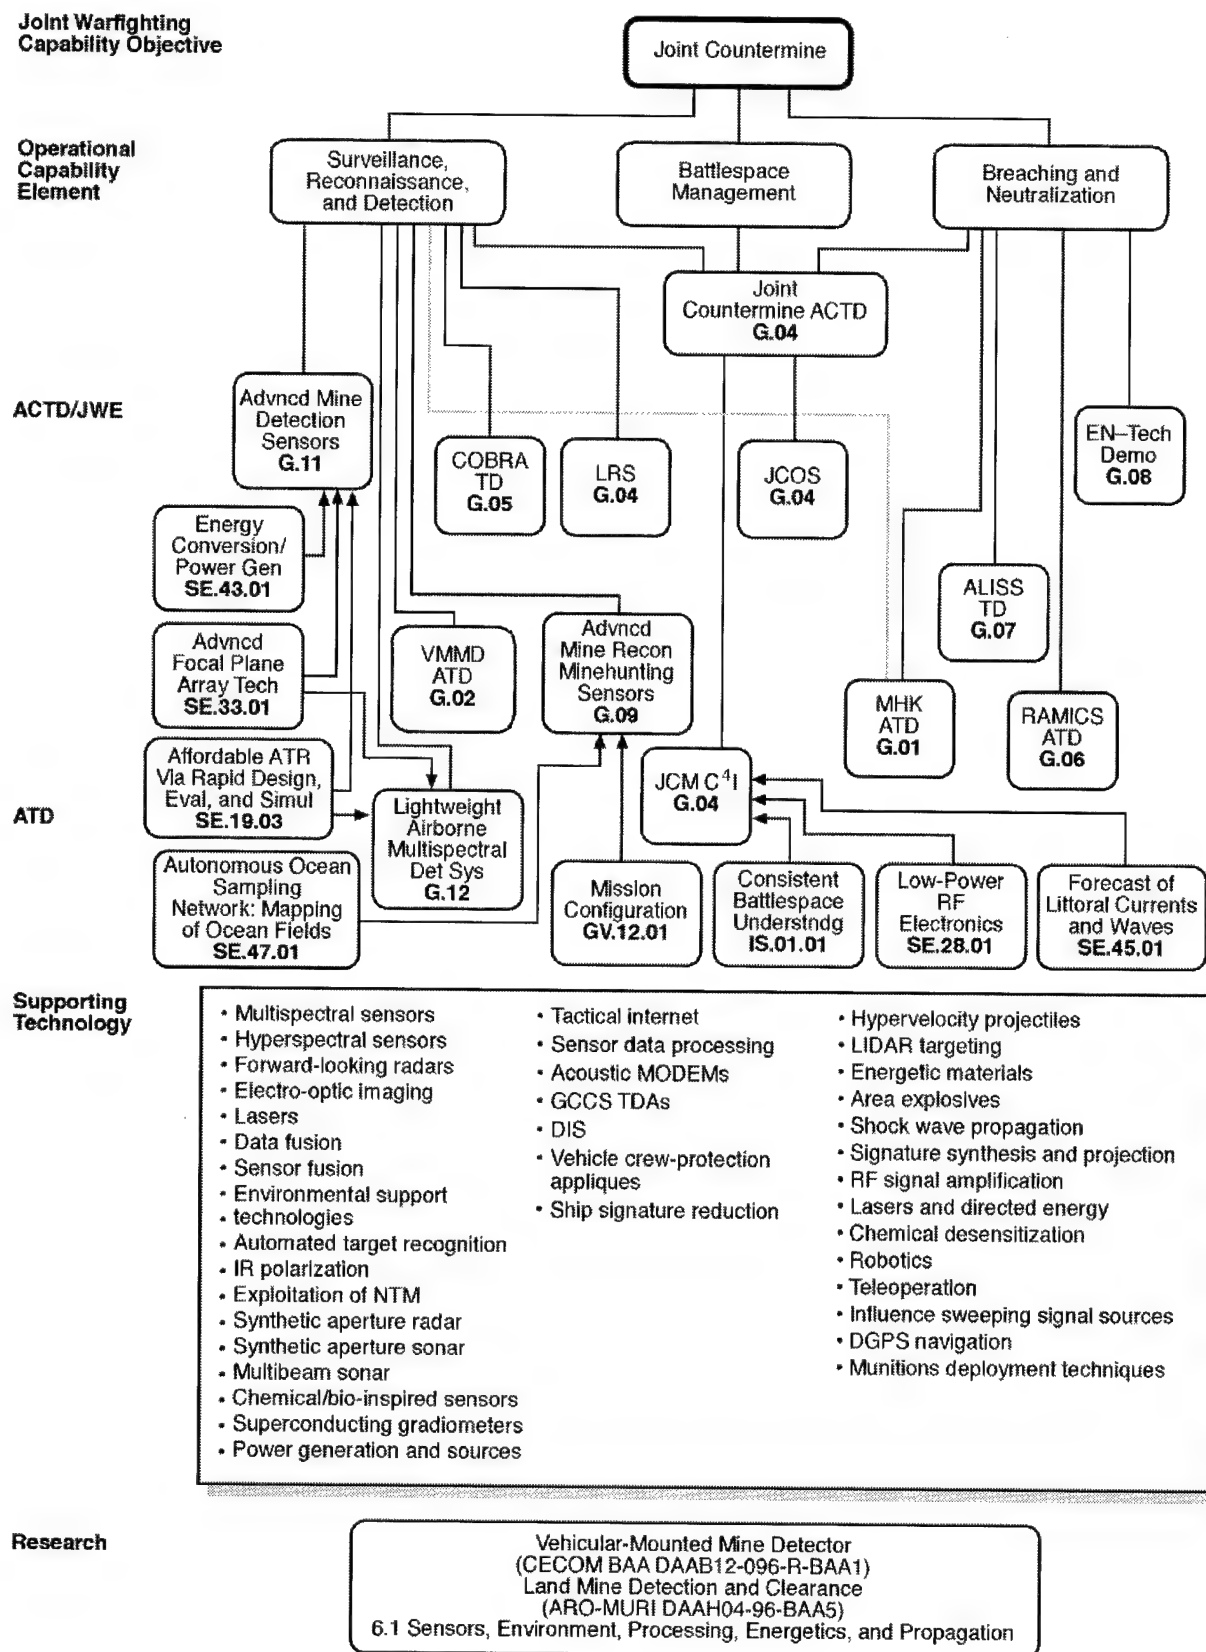 Joint Warfighting
Capability Objective
Joint Countermine
Operational
Capability
Element
Surveillance,
Reconnaissance,
and Detection
Battlespace
Management
Breaching and
Neutralization
Joint
Countermine ACTD
G.04
ACTD/JWE
Advncd Mine
Detection
Sensors
G.11
COBRA
TD
G.05
LRS
G.04
JCOS
G.04
EN–Tech
Demo
G.08
Energy
Conversion/
Power Gen
SE.43.01
ALISS
TD
G.07
Advncd
Focal Plane
Array Tech
SE.33.01
VMMD
ATD
G.02
Advncd
Mine Recon
Minehunting
Sensors
G.09
MHK
ATD
G.01
RAMICS
ATD
G.06
ATD
Affordable ATR
Via Rapid Design,
Eval, and Simul
SE.19.03
JCM C⁴I
G.04
Lightweight
Airborne
Multispectral
Det Sys
G.12
Autonomous Ocean
Sampling
Network: Mapping
of Ocean Fields
SE.47.01
Mission
Configuration
GV.12.01
Consistent
Battlespace
Understndg
IS.01.01
Low-Power
RF
Electronics
SE.28.01
Forecast of
Littoral Currents
and Waves
SE.45.01
Supporting
Technology
• Multispectral sensors
• Hyperspectral sensors
• Forward-looking radars
• Electro-optic imaging
• Lasers
• Data fusion
• Sensor fusion
• Environmental support
• technologies
• Automated target recognition
• IR polarization
• Exploitation of NTM
• Synthetic aperture radar
• Synthetic aperture sonar
• Multibeam sonar
• Chemical/bio-inspired sensors
• Superconducting gradiometers
• Power generation and sources
• Tactical internet
• Sensor data processing
• Acoustic MODEMs
• GCCS TDAs
• DIS
• Vehicle crew-protection
appliques
• Ship signature reduction
• Hypervelocity projectiles
• LIDAR targeting
• Energetic materials
• Area explosives
• Shock wave propagation
• Signature synthesis and projection
• RF signal amplification
• Lasers and directed energy
• Chemical desensitization
• Robotics
• Teleoperation
• Influence sweeping signal sources
• DGPS navigation
• Munitions deployment techniques
Research
Vehicular-Mounted Mine Detector
(CECOM BAA DAAB12-096-R-BAA1)
Land Mine Detection and Clearance
(ARO-MURI DAAH04-96-BAA5)
6.1 Sensors, Environment, Processing, Energetics, and Propagation